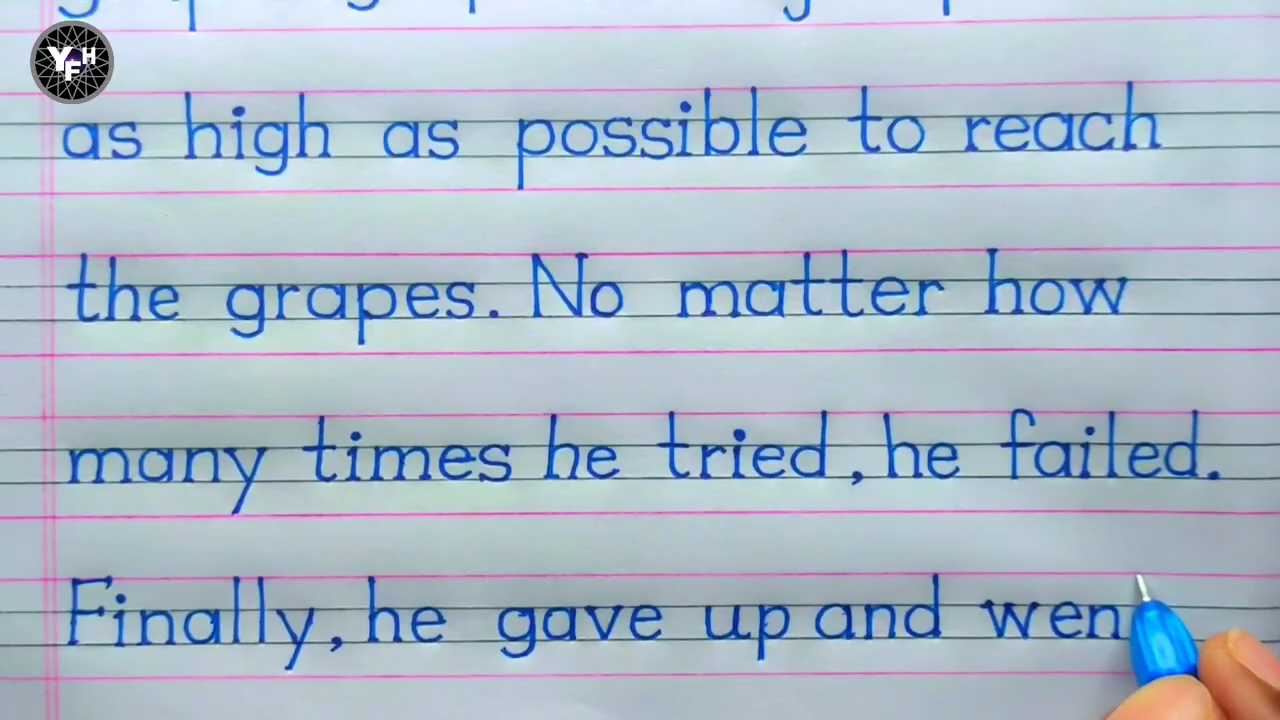 YFH
as high as possible to reach
the grapes. No matter how
many times he tried, he failed.
Finally, he gave up and wen